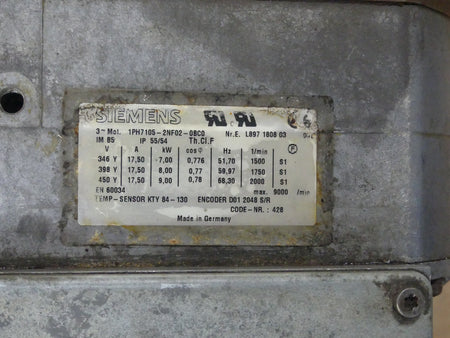 SIEMENS
3~ Mot. 1PH7105-2NF02-0BC0 Nr.E. L897 1808 03
IM B5 IP 55/54 Th.Cl.F
V A kW cosφ Hz 1/min
346 Y 17,50 7,00 0,776 51,70 1500 S1
398 Y 17,50 8,00 0,77 59,97 1750 S1
450 Y 17,50 9,00 0,78 68,30 2000 S1
EN 60034 max. 9000 /min
TEMP-SENSOR KTY 84-130 ENCODER D01 2048 S/R
CODE-NR.: 428
Made in Germany